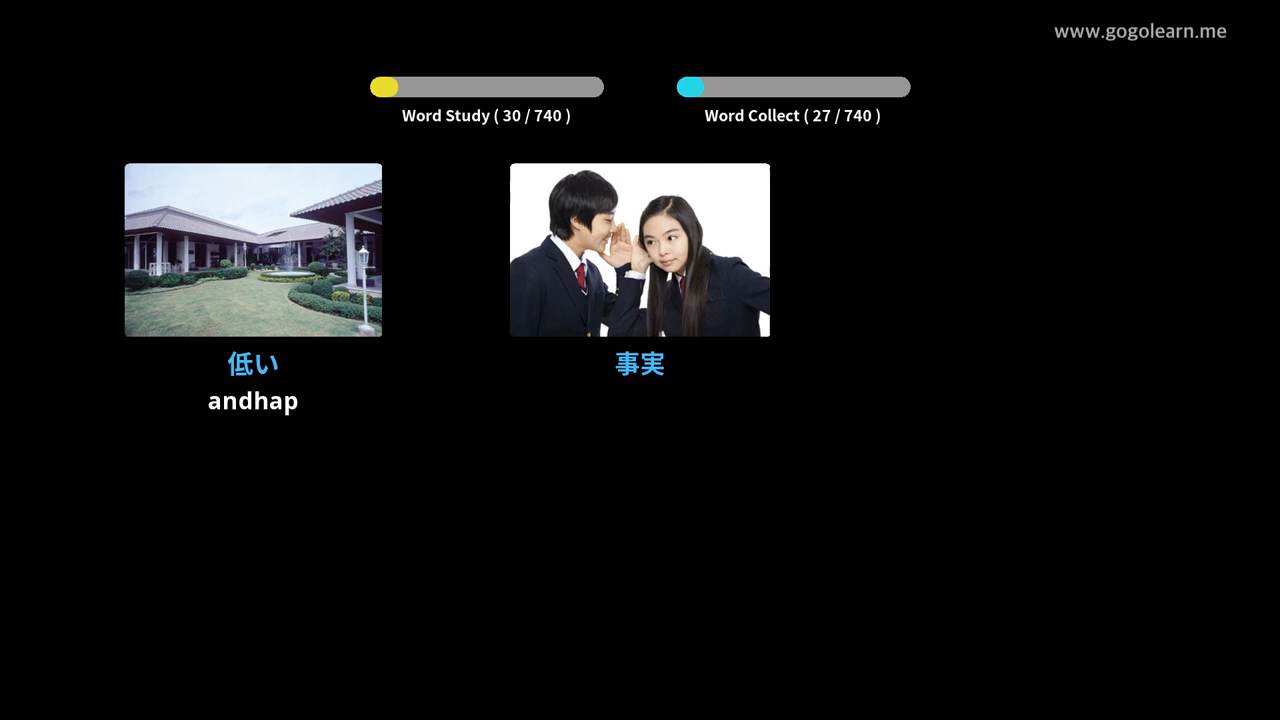 www.gogolearn.me
Word Study ( 30 / 740 )
Word Collect ( 27 / 740 )
低い
andhap
事実